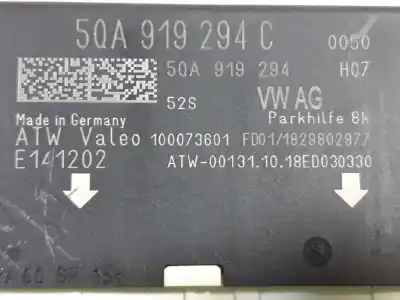 5QA 919 294 C 0050
5QA 919 294 H07
52S VW AG
Made in Germany Parkhilfe 8k
ATW Valeo 100073601 FD01/1829802977
E141202 ATW-00131.10.18ED030330